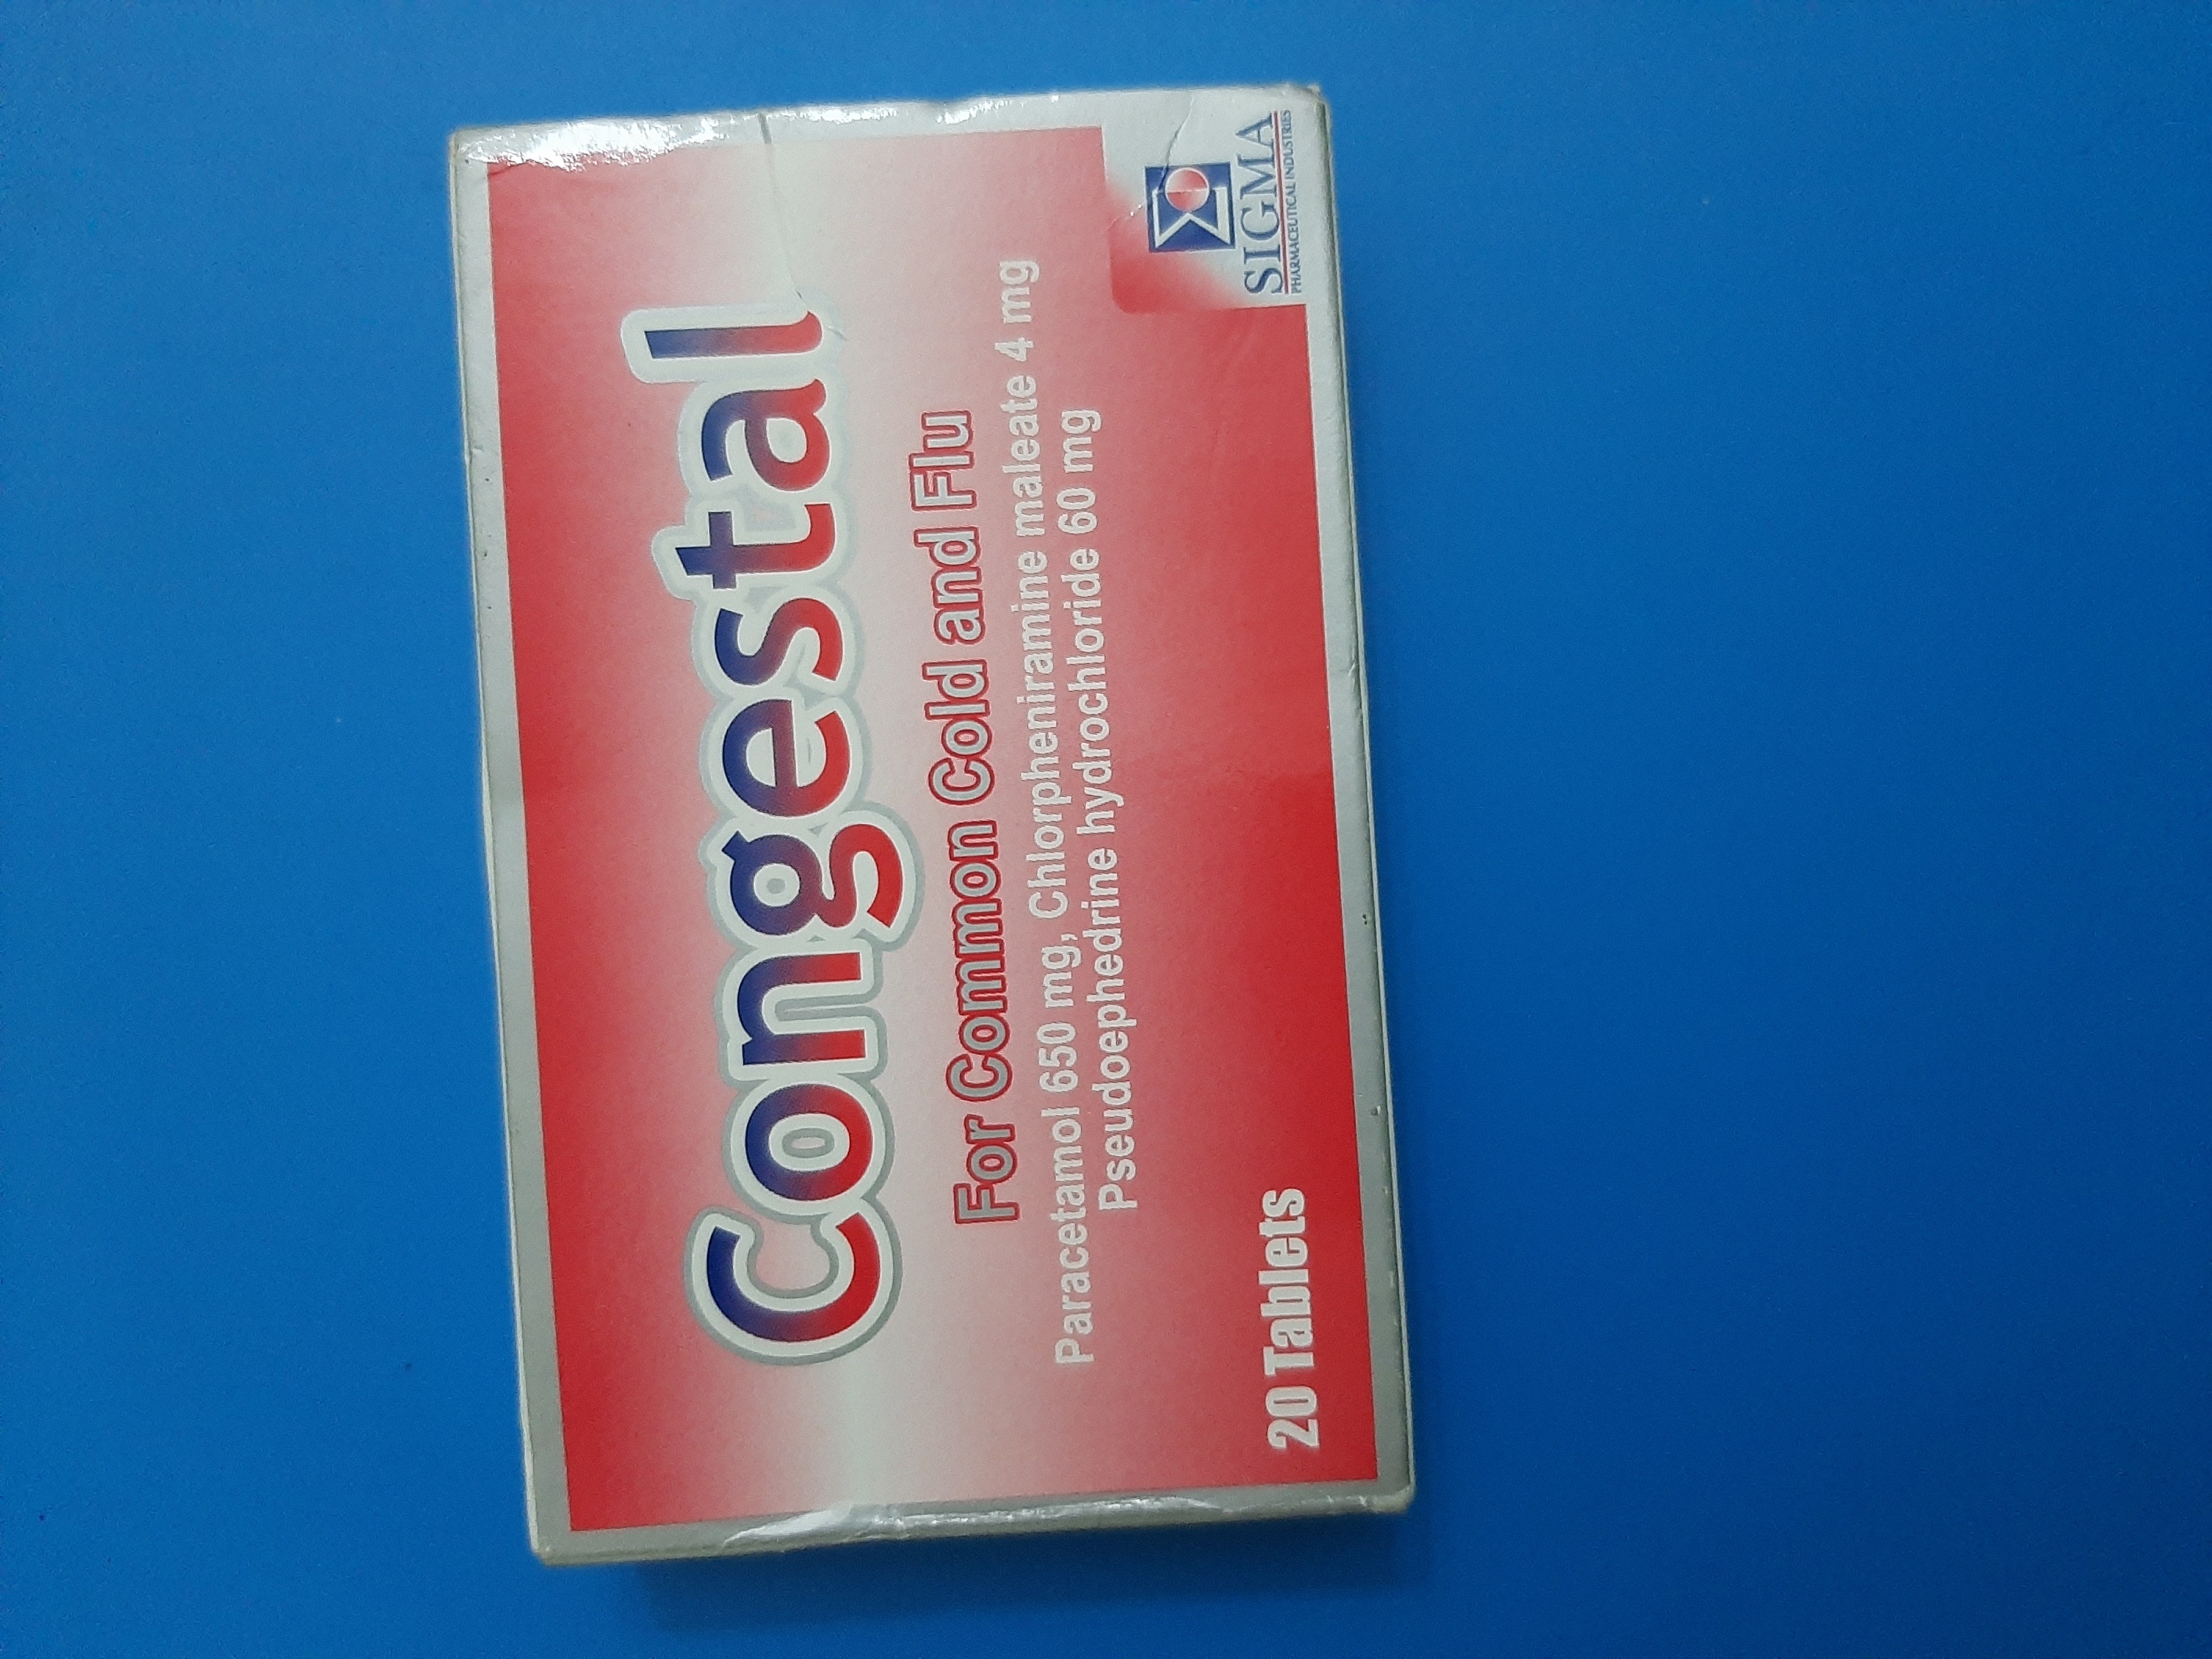 Congestal
For Common Cold and Flu
Paracetamol 650 mg, Chlorpheniramine maleate 4 mg
Pseudoephedrine hydrochloride 60 mg
20 Tablets
SIGMA
PHARMACEUTICAL INDUSTRIES